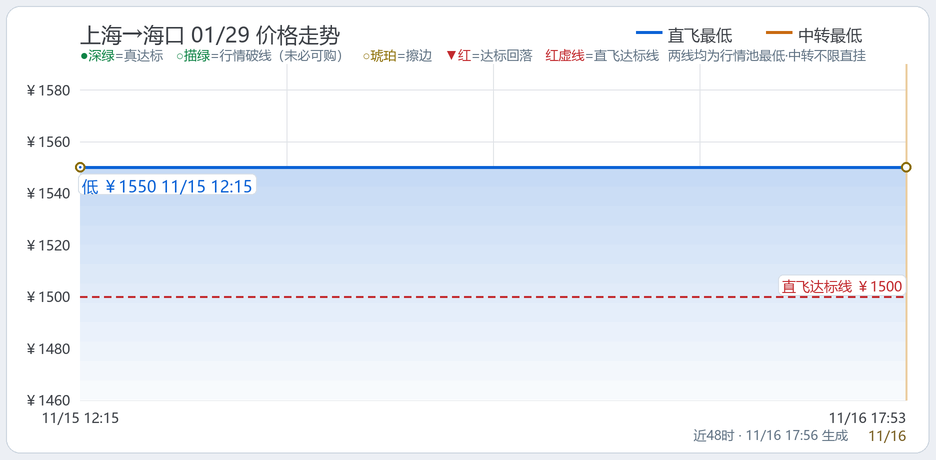 上海→海口 01/29 价格走势
直飞最低 中转最低
●深绿=真达标 ○描绿=行情破线（未必可购） ○琥珀=擦边 ▼红=达标回落 红虚线=直飞达标线 两线均为行情池最低·中转不限直挂
￥1580
￥1560
￥1540
低 ￥1550 11/15 12:15
￥1520
￥1500
直飞达标线 ￥1500
￥1480
￥1460
11/15 12:15
11/16 17:53
近48时 · 11/16 17:56 生成
11/16